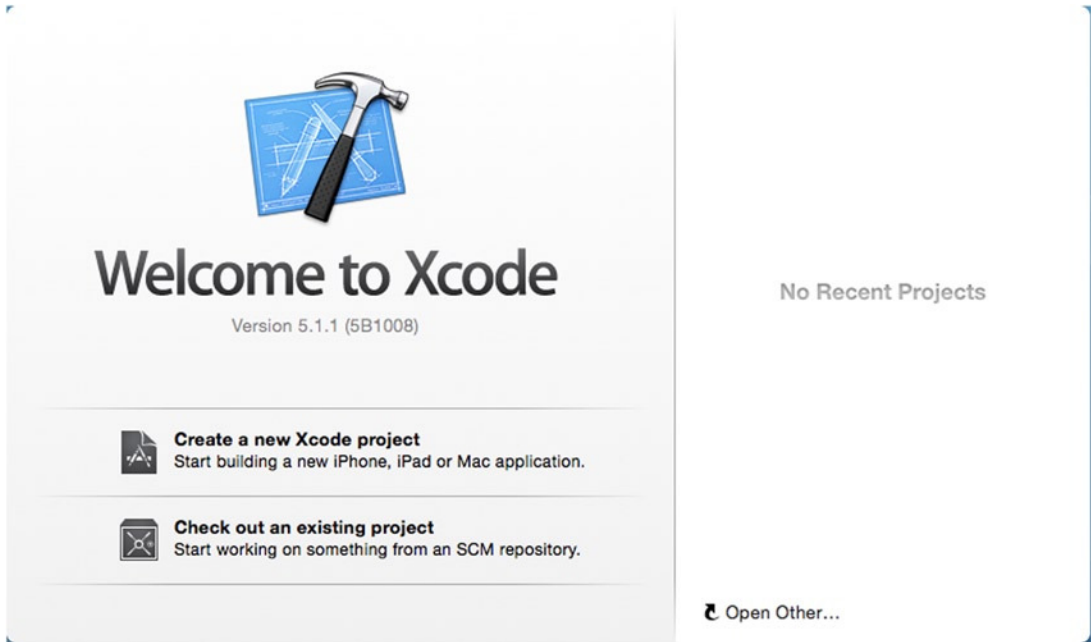 Welcome to Xcode
Version 5.1.1 (5B1008)
Create a new Xcode project
Start building a new iPhone, iPad or Mac application.
Check out an existing project
Start working on something from an SCM repository.
No Recent Projects
Open Other...